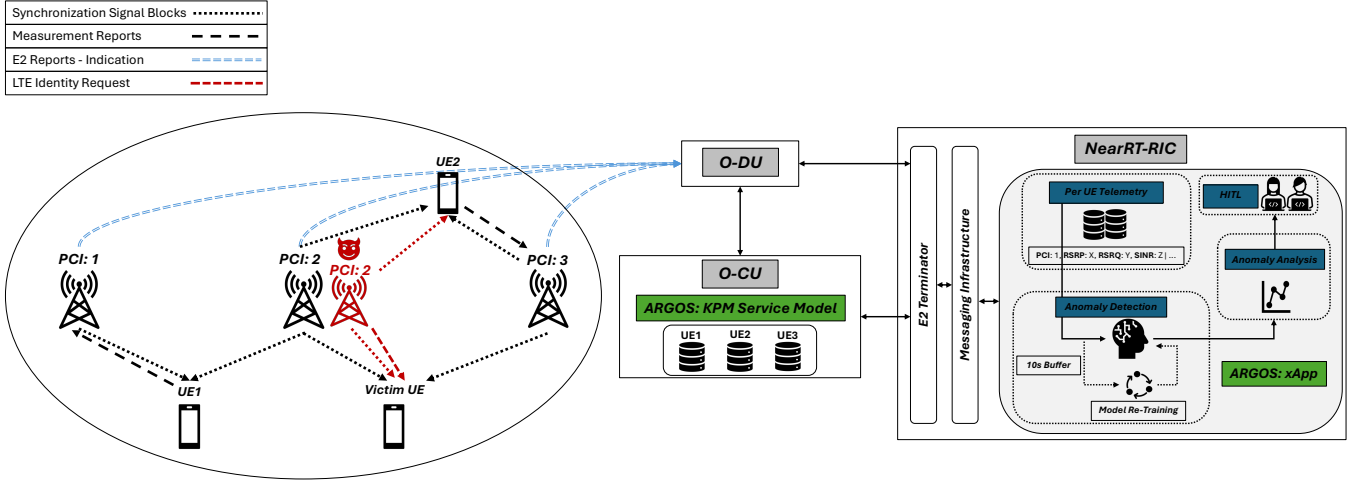 Synchronization Signal Blocks
Measurement Reports
E2 Reports - Indication
LTE Identity Request
UE2
PCI: 1
PCI: 2
PCI: 2
PCI: 3
UE1
Victim UE
O-DU
O-CU
ARGOS: KPM Service Model
UE1
UE2
UE3
E2 Terminator
Messaging Infrastructure
NearRT-RIC
Per UE Telemetry
PCI: 1, RSRP: X, RSRQ: Y, SINR: Z | ...
HITL
Anomaly Analysis
Anomaly Detection
10s Buffer
Model Re-Training
ARGOS: xApp